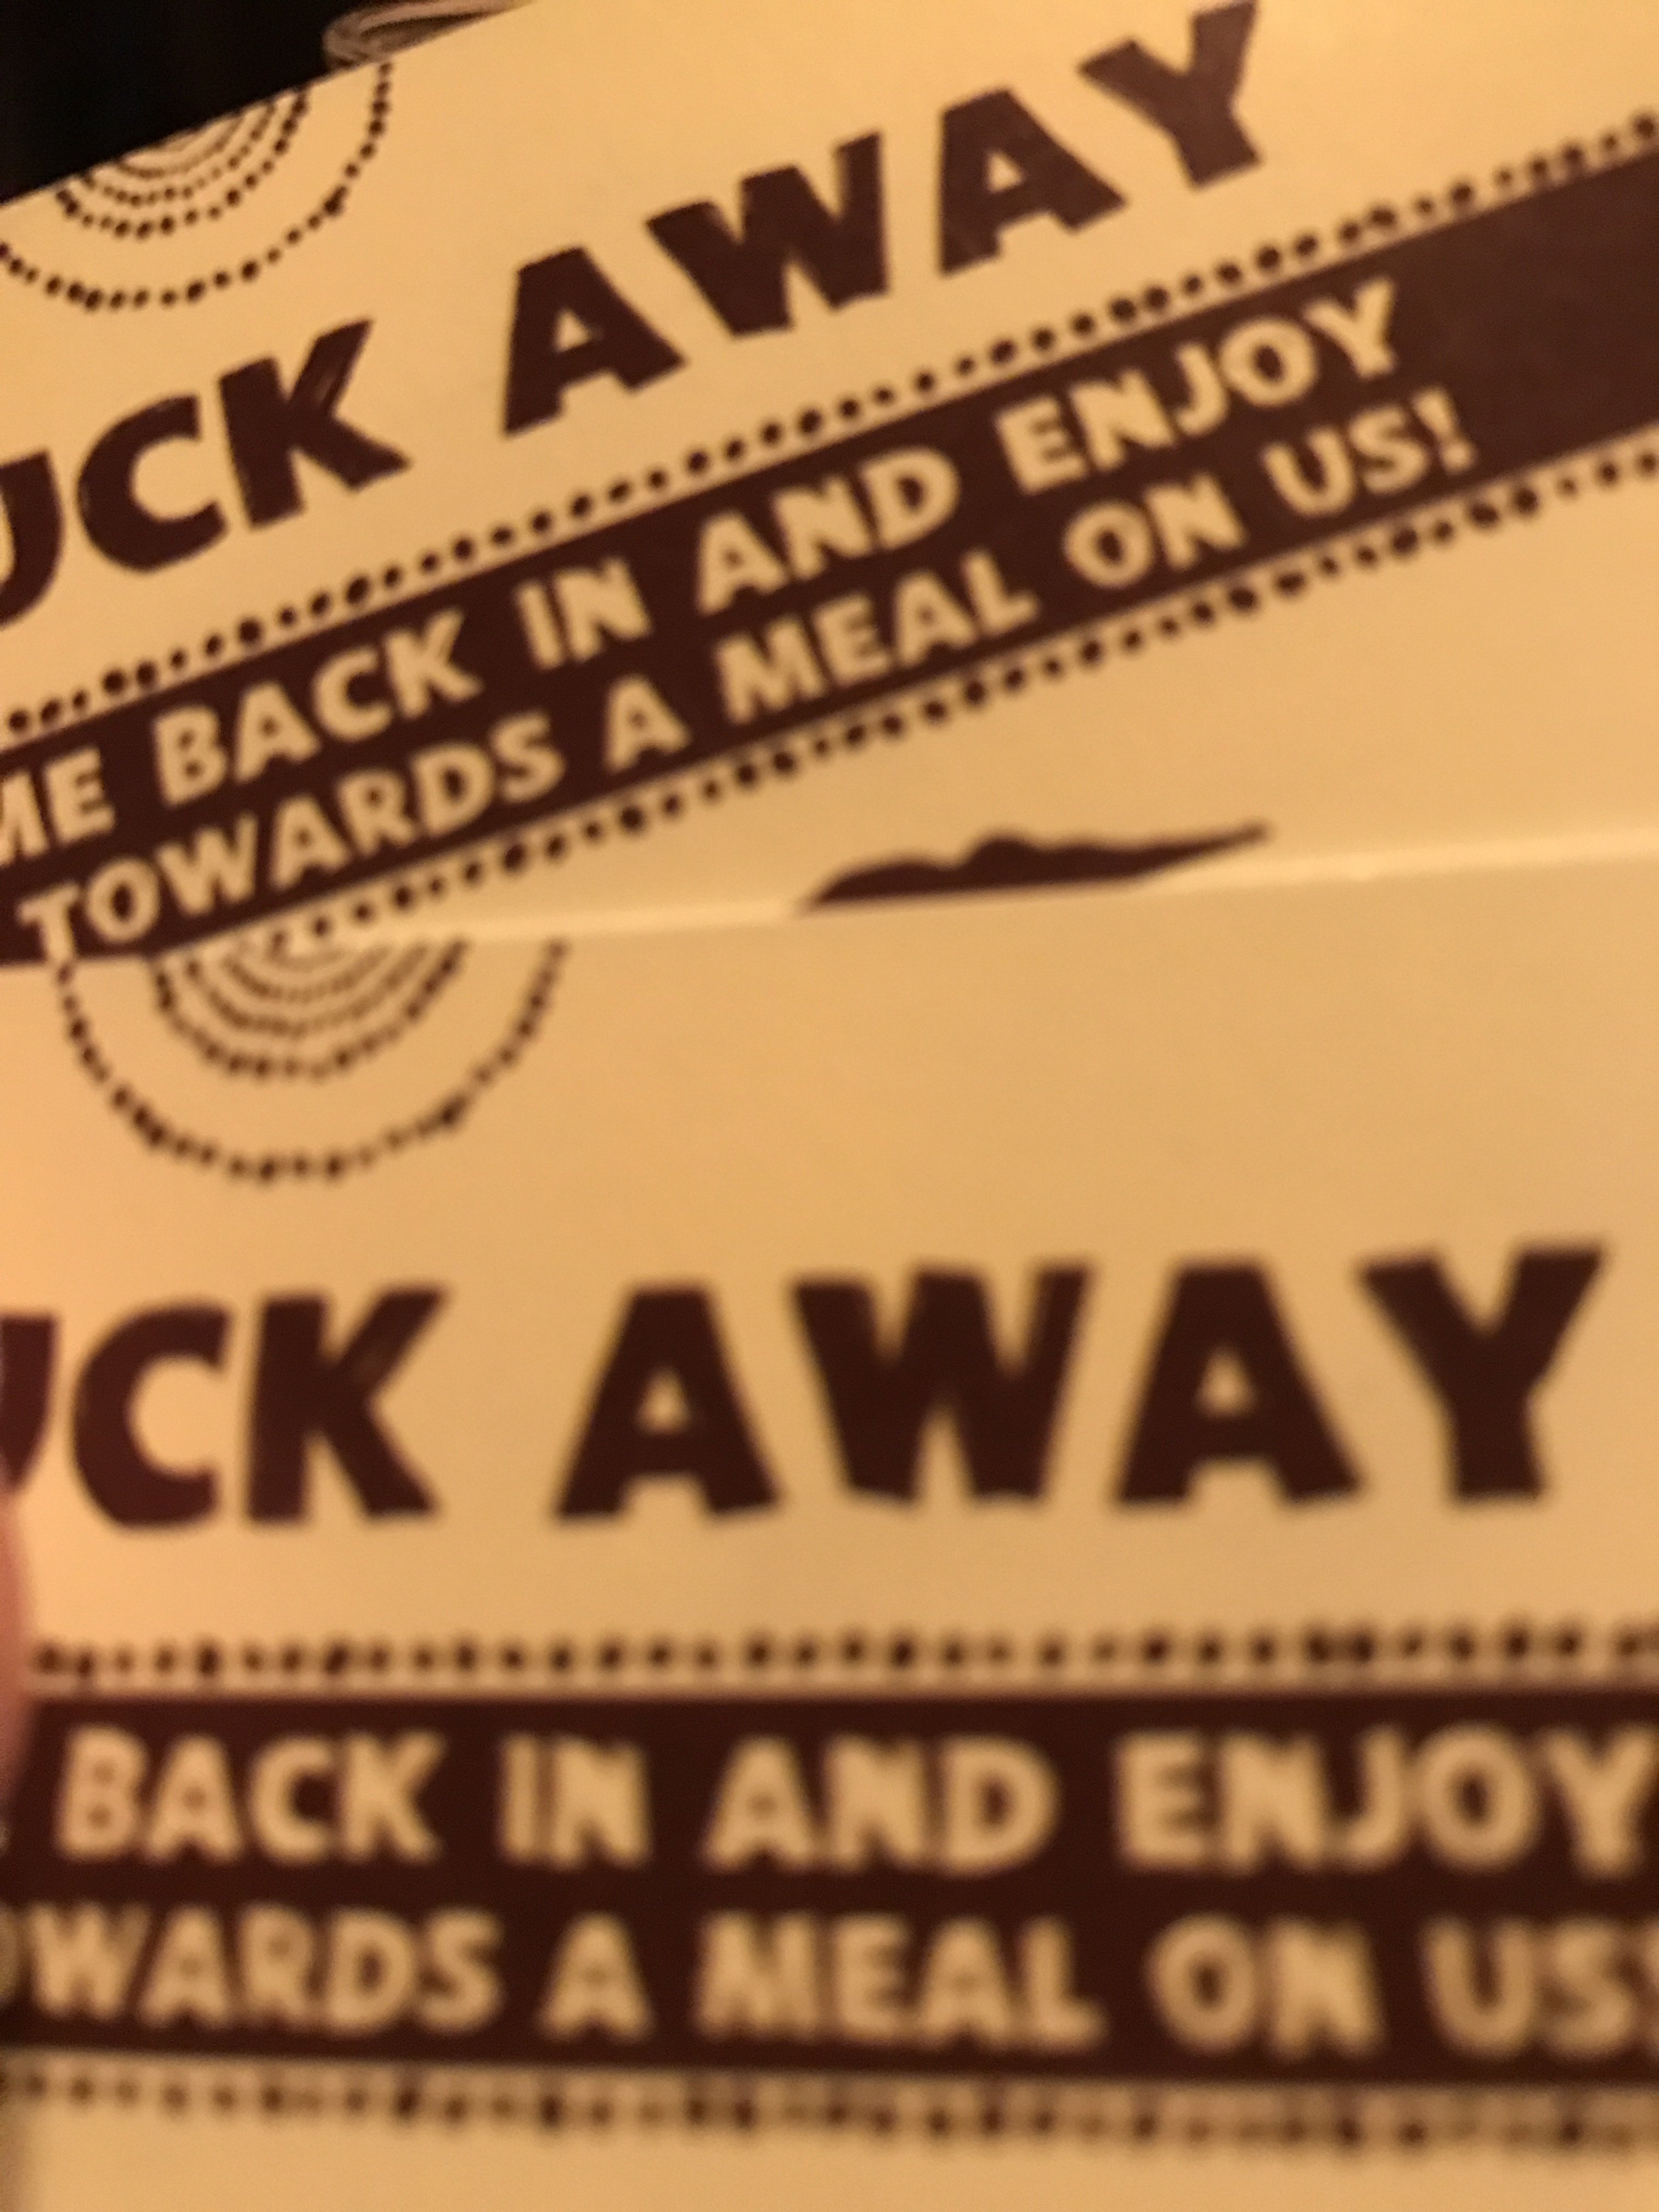 UCK AWAY
ME BACK IN AND ENJOY
TOWARDS A MEAL ON US!
UCK AWAY
BACK IN AND ENJOY
OWARDS A MEAL ON US!